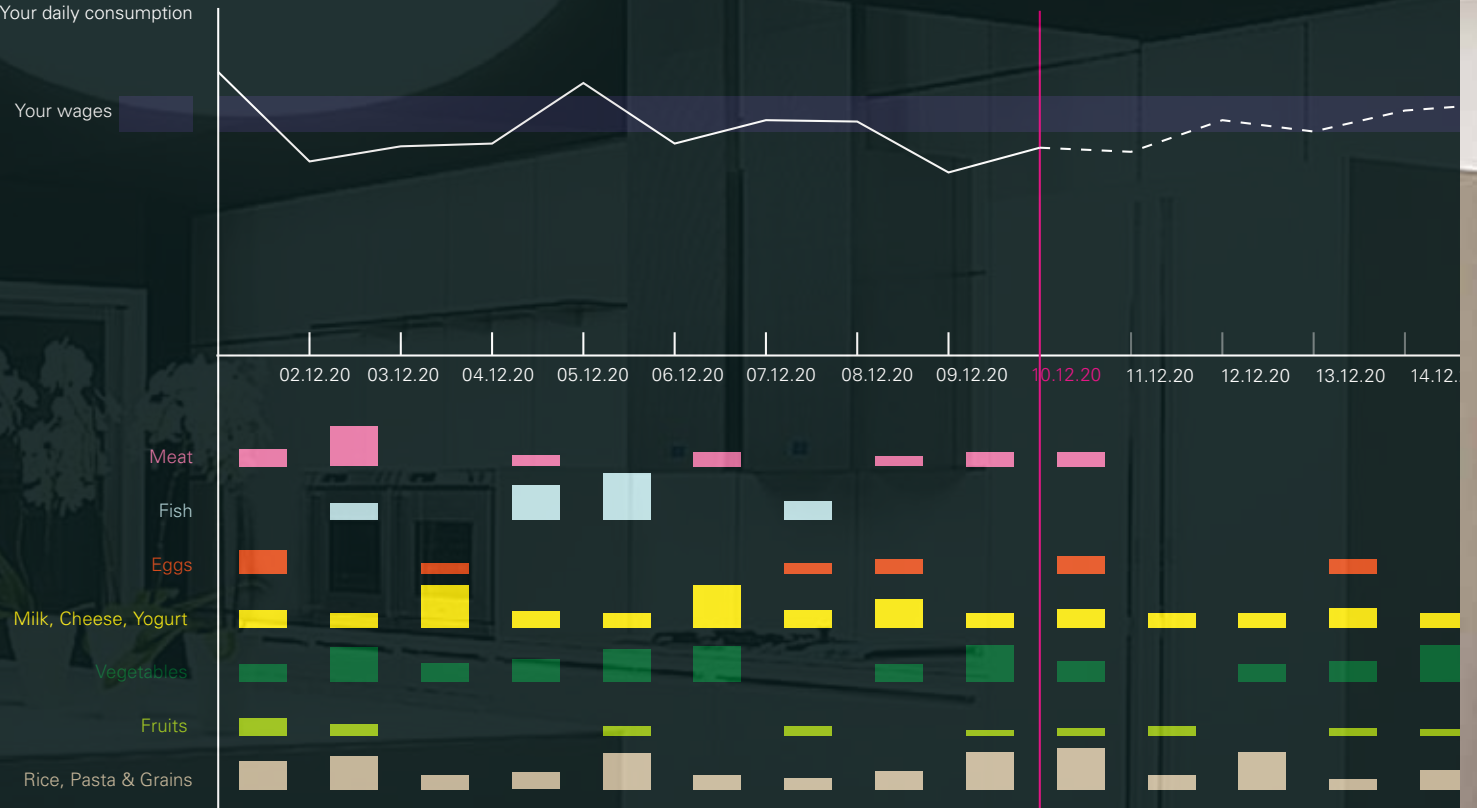 Your daily consumption
Your wages
02.12.20 03.12.20 04.12.20 05.12.20 06.12.20 07.12.20 08.12.20 09.12.20 10.12.20 11.12.20 12.12.20 13.12.20 14.12.
Meat
Fish
Eggs
Milk, Cheese, Yogurt
Vegetables
Fruits
Rice, Pasta & Grains